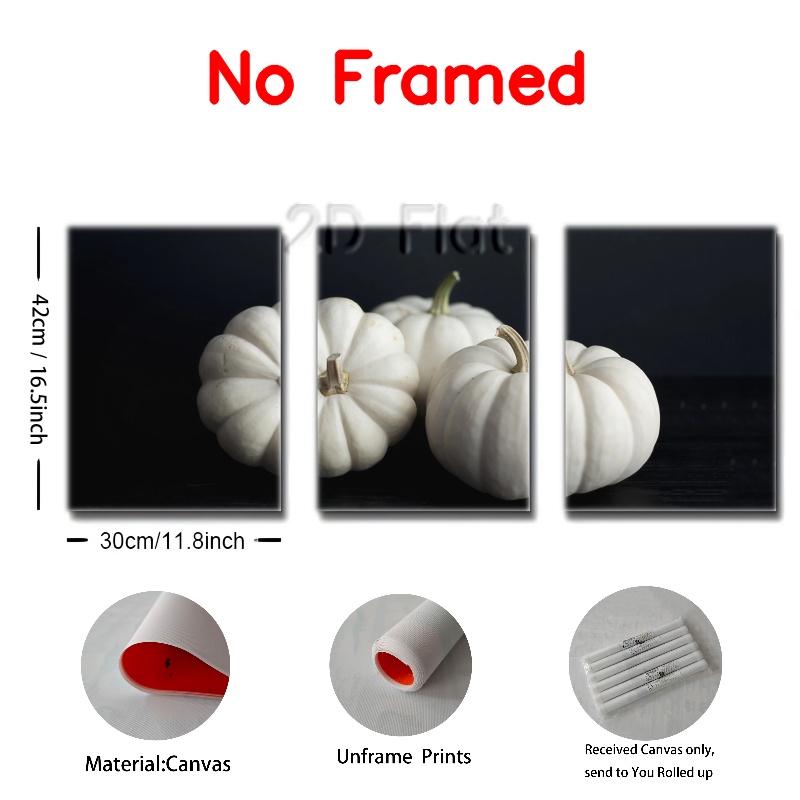 No Framed
2D Flat
42cm / 16.5inch
30cm/11.8inch
Material:Canvas
Unframe Prints
Received Canvas only,
send to You Rolled up